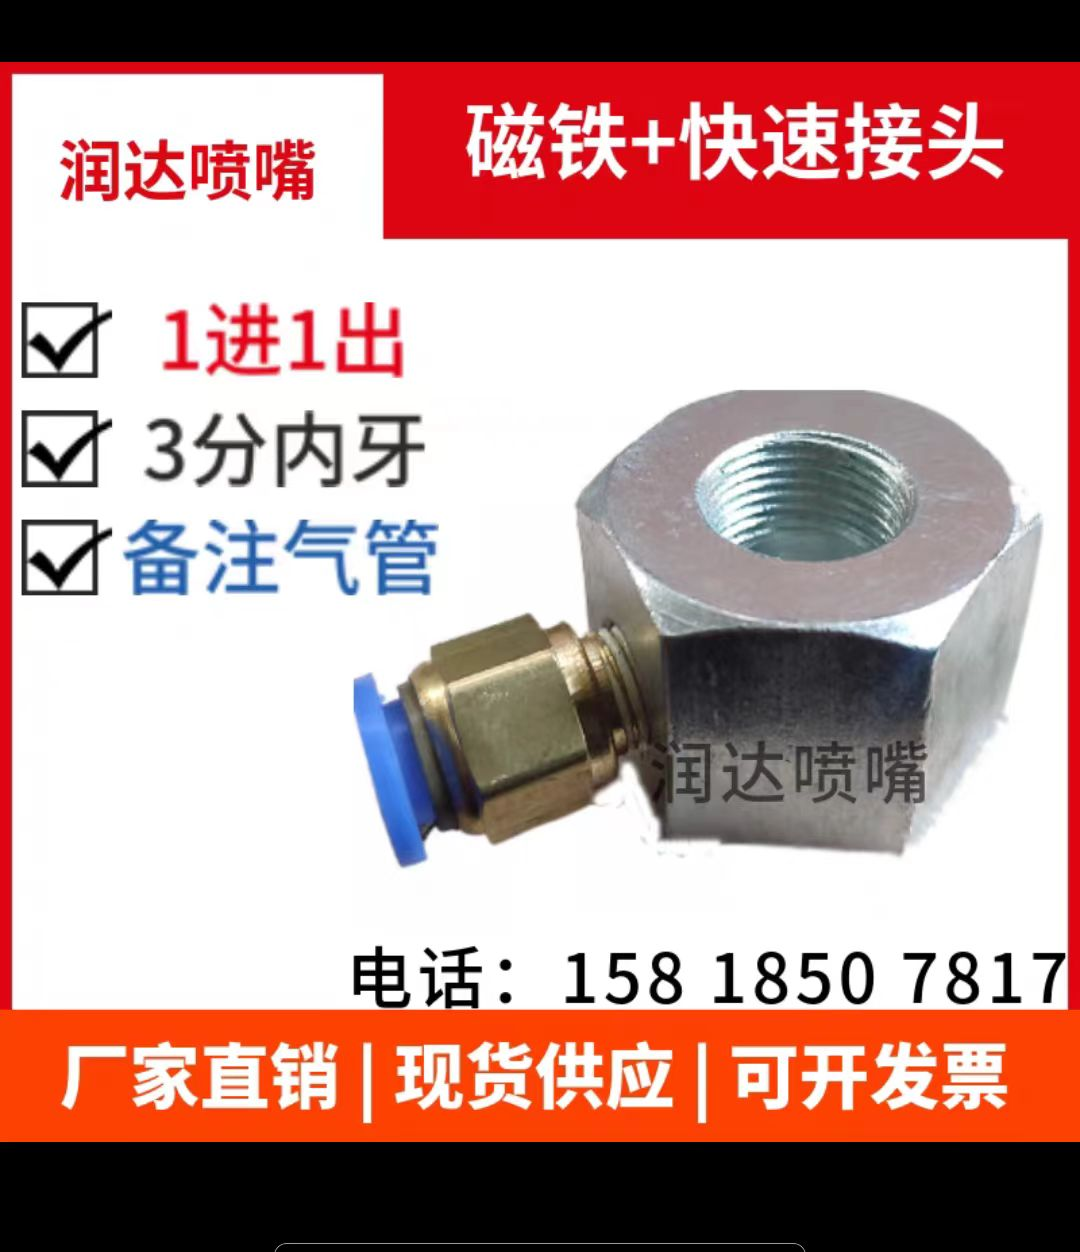 润达喷嘴
磁铁+快速接头
1进1出
3分内牙
备注气管
润达喷嘴
电话：158 1850 7817
厂家直销|现货供应|可开发票